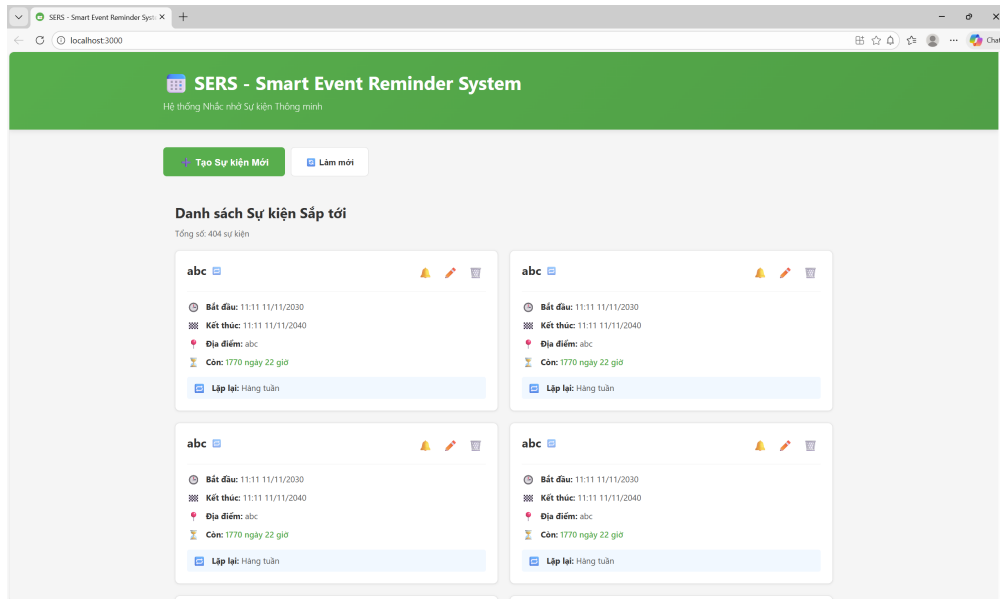 SERS - Smart Event Reminder Syst
localhost:3000
Chat
SERS - Smart Event Reminder System
Hệ thống Nhắc nhở Sự kiện Thông minh
Tạo Sự kiện Mới
Làm mới
Danh sách Sự kiện Sắp tới
Tổng số: 404 sự kiện
abc
Bắt đầu: 11:11 11/11/2030
Kết thúc: 11:11 11/11/2040
Địa điểm: abc
Còn: 1770 ngày 22 giờ
Lặp lại: Hàng tuần
abc
Bắt đầu: 11:11 11/11/2030
Kết thúc: 11:11 11/11/2040
Địa điểm: abc
Còn: 1770 ngày 22 giờ
Lặp lại: Hàng tuần
abc
Bắt đầu: 11:11 11/11/2030
Kết thúc: 11:11 11/11/2040
Địa điểm: abc
Còn: 1770 ngày 22 giờ
Lặp lại: Hàng tuần
abc
Bắt đầu: 11:11 11/11/2030
Kết thúc: 11:11 11/11/2040
Địa điểm: abc
Còn: 1770 ngày 22 giờ
Lặp lại: Hàng tuần